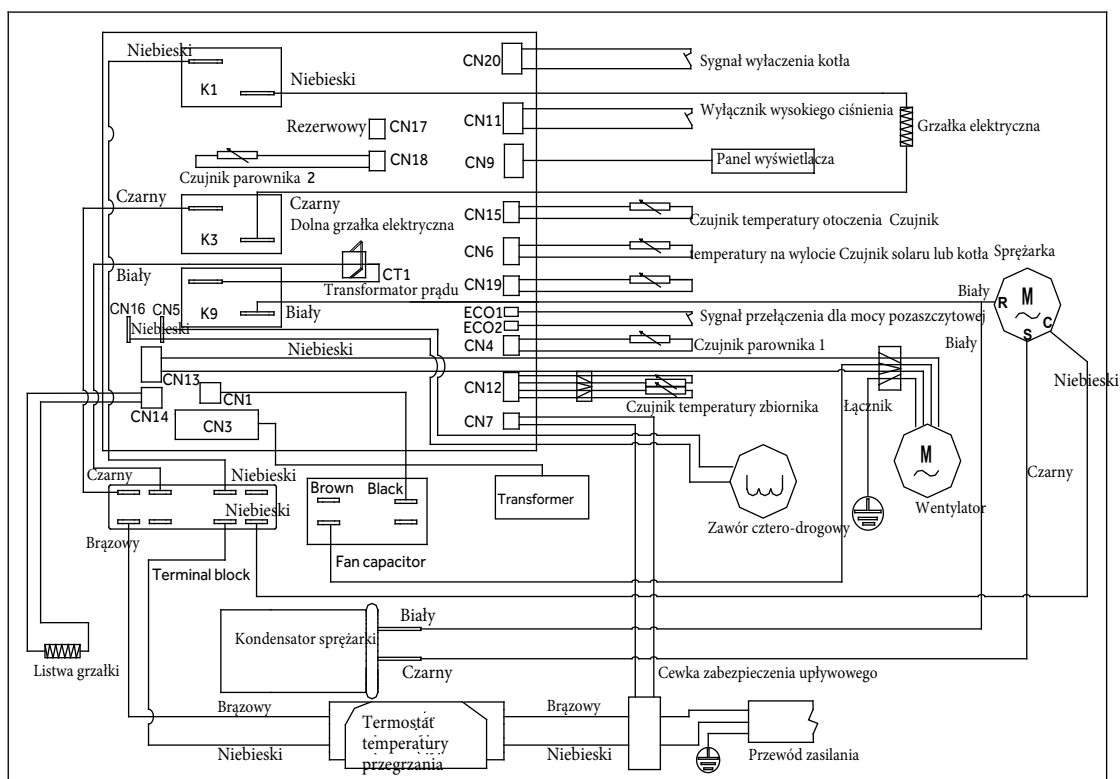 Niebieski
K1
Niebieski
CN20
Sygnał wyłaczenia kotła
Rezerwowy
CN17
CN11
Wyłącznik wysokiego ciśnienia
Grzałka elektryczna
CN18
CN9
Panel wyświetlacza
Czujnik parownika 2
Czarny
K3
Czarny
Dolna grzałka elektryczna
CN15
Czujnik temperatury otoczenia Czujnik
CN6
temperatury na wylocie Czujnik solaru lub kotła
Sprężarka
Biały
CT1
Transformator prądu
CN19
Biały
R
M
C
S
K9
Biały
CN16
CN5
Niebieski
ECO1
ECO2
Sygnał przełączenia dla mocy pozaszczytowej
Biały
Niebieski
CN4
Czujnik parownika 1
Niebieski
CN13
CN14
CN1
CN12
Czujnik temperatury zbiornika
Łącznik
CN3
CN7
M
Wentylator
Czarny
Czarny
Niebieski
Niebieski
Brązowy
Terminal block
Brown
Black
Fan capacitor
Transformer
Zawór cztero-drogowy
Kondensator sprężarki
Biały
Czarny
Listwa grzałki
Cewka zabezpieczenia upływowego
Brązowy
Termostat
temperatury
przegrzania
Brązowy
Niebieski
Niebieski
Przewód zasilania